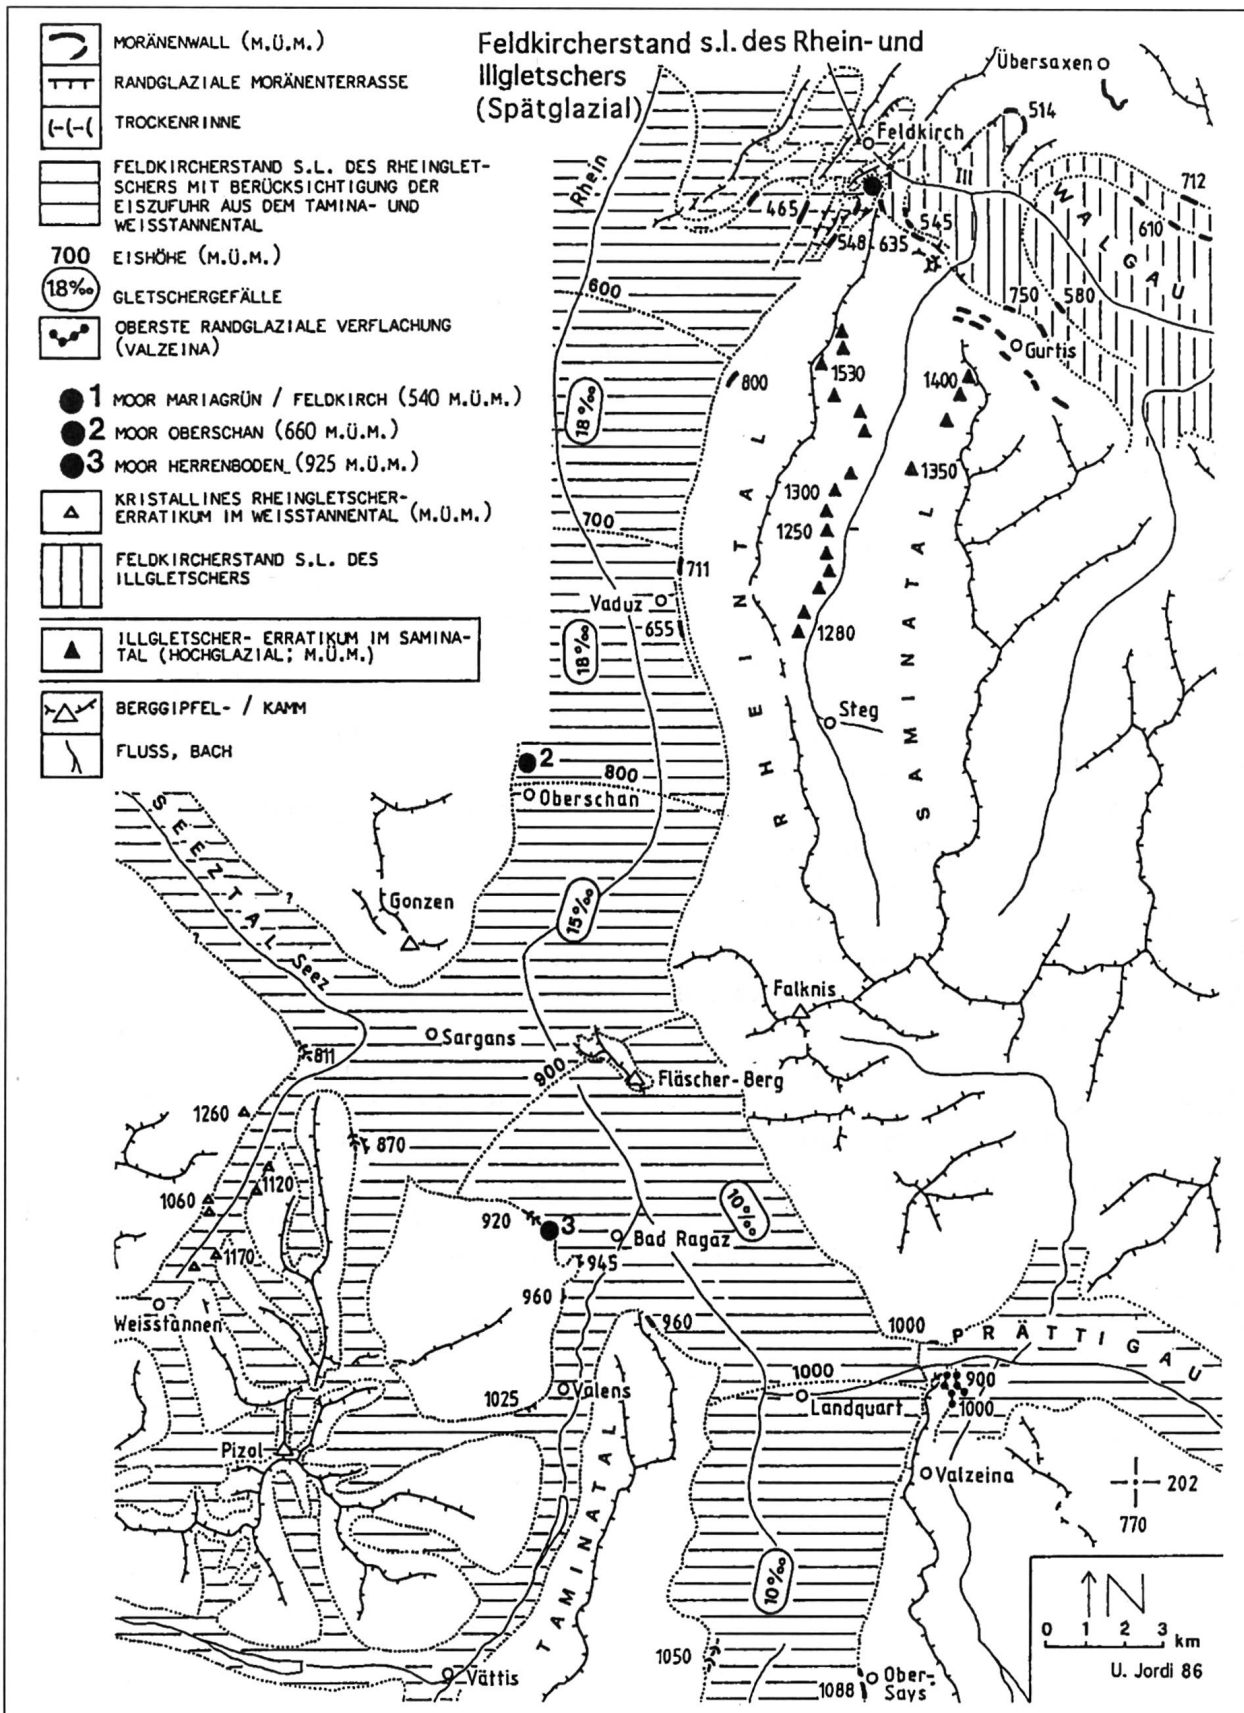 MORÄNENWALL (M.Ü.M.)
RANDGLAZIALE MORÄNENTERRASSE
TROCKENRINNE
FELDKIRCHERSTAND S.L. DES RHEINGLET-
SCHERS MIT BERÜCKSICHTIGUNG DER
EISZUFUHR AUS DEM TAMINA- UND
WEISSTANNENTAL
700 EISHÖHE (M.Ü.M.)
18‰ GLETSCHERGEFÄLLE
OBERSTE RANDGLAZIALE VERFLACHUNG
(VALZEINA)
1 MOOR MARIAGRÜN / FELDKIRCH (540 M.Ü.M.)
2 MOOR OBERSCHAN (660 M.Ü.M.)
3 MOOR HERRENBODEN (925 M.Ü.M.)
KRISTALLINES RHEINGLETSCHER-
ERRATIKUM IM WEISSTANNENTAL (M.Ü.M.)
FELDKIRCHERSTAND S.L. DES
ILLGLETSCHERS
ILLGLETSCHER- ERRATIKUM IM SAMINA-
TAL (HOCHGLAZIAL; M.Ü.M.)
BERGGIPFEL- / KAMM
FLUSS, BACH
Feldkircherstand s.l. des Rhein- und
Illgletschers
(Spätglazial)
Übersaxen
514
Feldkirch
Ill
Rhein
1
712
465
545
610
548
635
WALGAU
600
750
580
Gurtis
800
1530
1400
18‰
1350
1300
1250
700
711
Vaduz
655
1280
18‰
RHEINTAL
SAMINATAL
Steg
2
800
Oberschan
SEEZTAL
?
?
Seez
Gonzen
15‰
Falknis
Sargans
811
900
Fläscher-Berg
1260
870
1120
1060
10‰
920
3
Bad Ragaz
1170
945
960
Weisstannen
960
1000
PRÄTTIGAU
1000
900
1025
Valens
Landquart
1000
Pizol
TAMINATAL
Valzeina
202
770
10‰
1050
Vättis
1088
Ober-
Says
N
0 1 2 3
km
U. Jordi 86